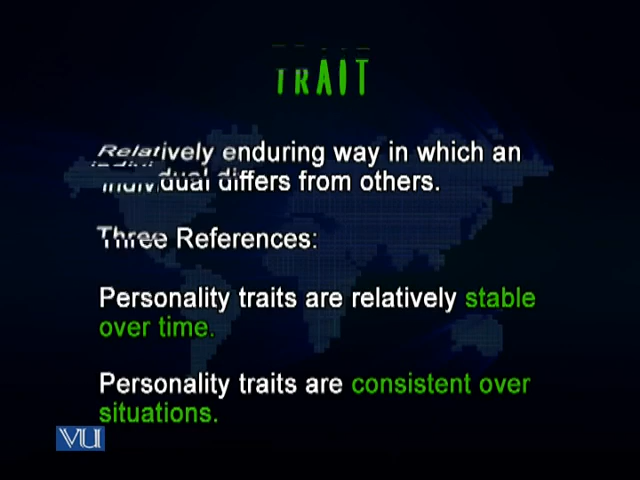 TRAIT
Relatively enduring way in which an
individual differs from others.
Three References:
Personality traits are relatively stable
over time.
Personality traits are consistent over
situations.
VU